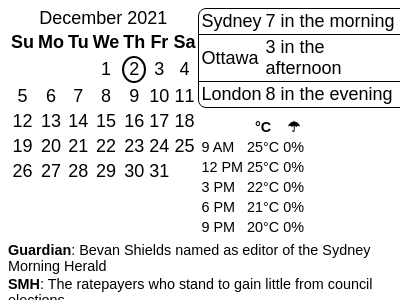 December 2021
Su Mo Tu We Th Fr Sa
1 2 3 4
5 6 7 8 9 10 11
12 13 14 15 16 17 18
19 20 21 22 23 24 25
26 27 28 29 30 31
Sydney 7 in the morning
Ottawa 3 in the
afternoon
London 8 in the evening
°C ☂
9 AM 25°C 0%
12 PM 25°C 0%
3 PM 22°C 0%
6 PM 21°C 0%
9 PM 20°C 0%
Guardian: Bevan Shields named as editor of the Sydney
Morning Herald
SMH: The ratepayers who stand to gain little from council
elections